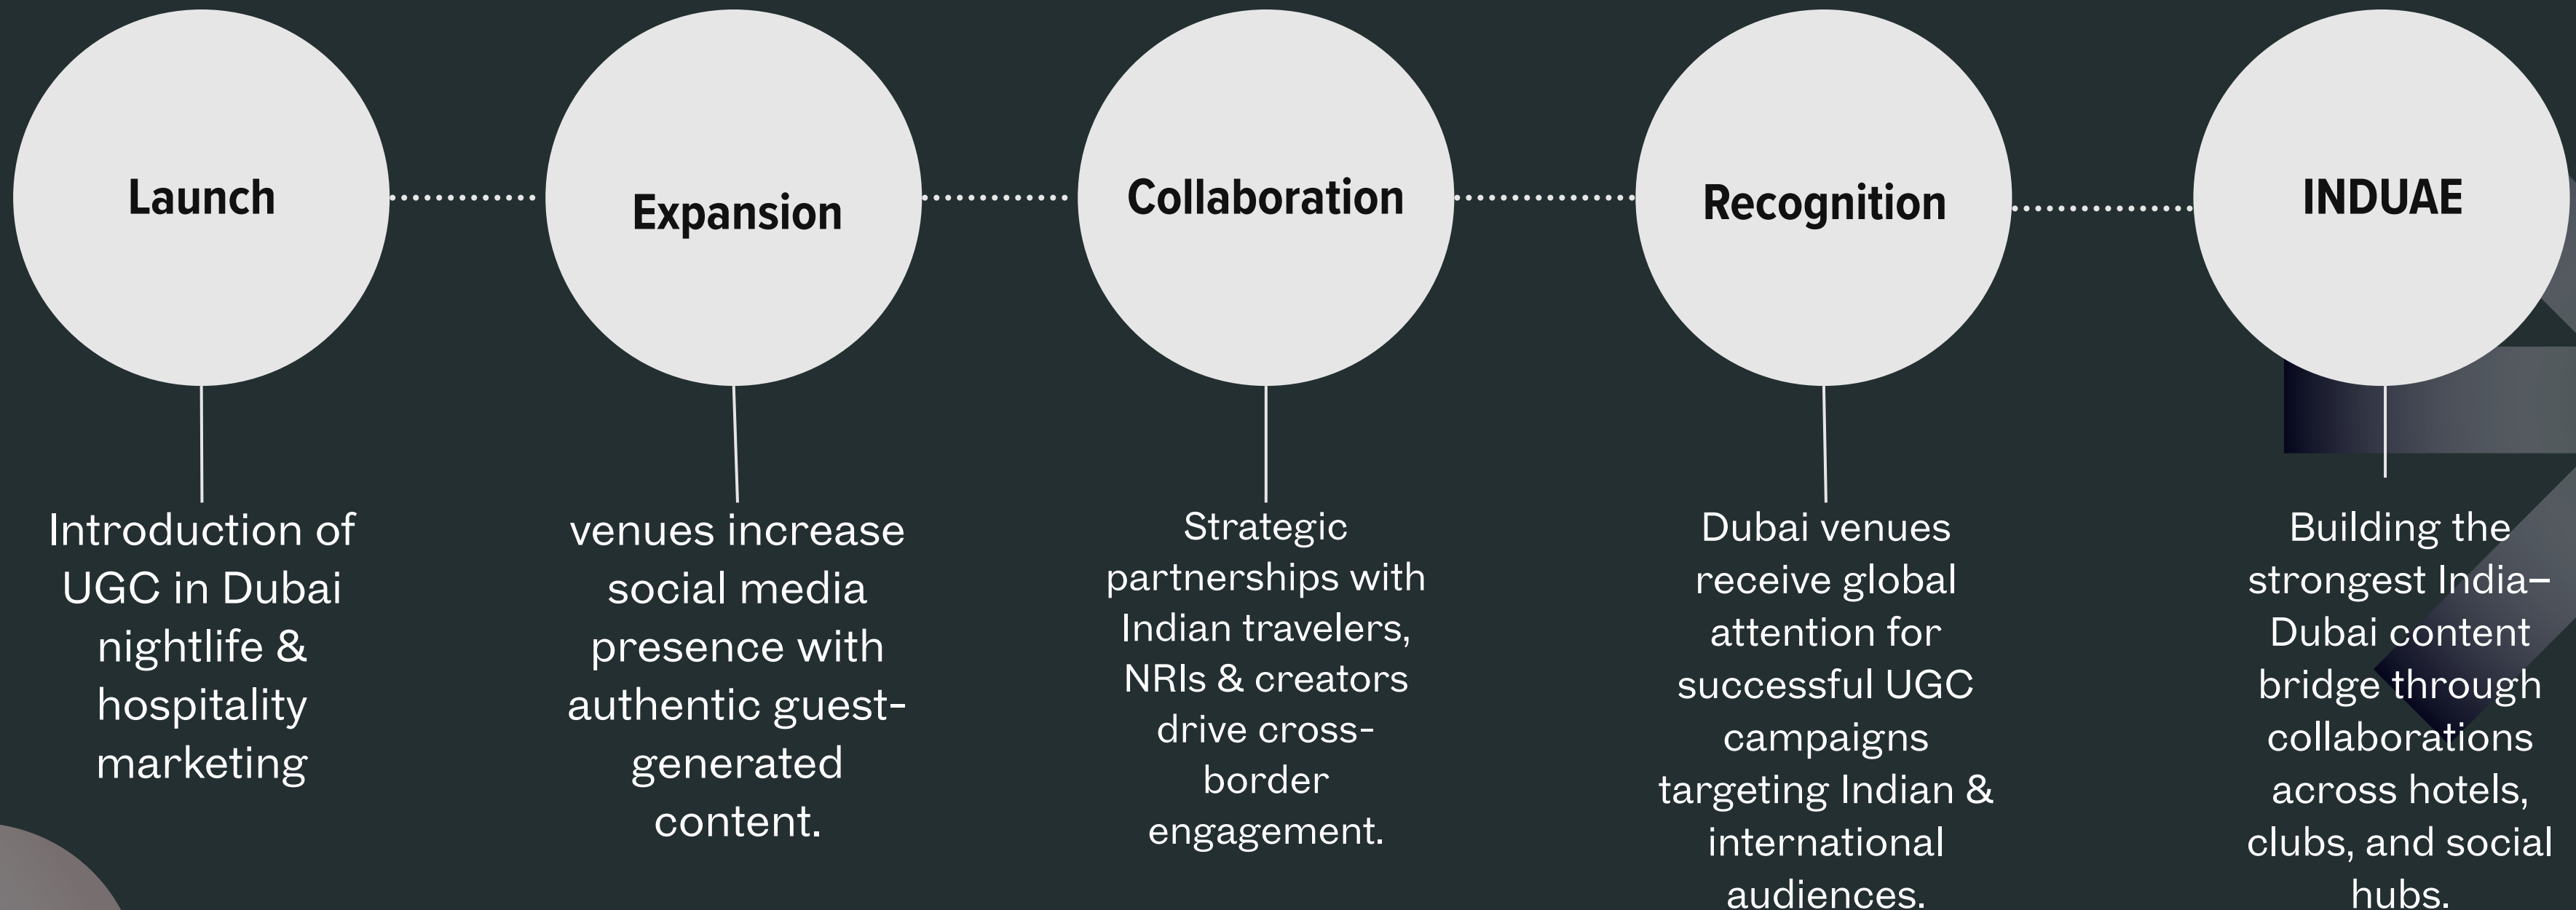 Launch
Expansion
Collaboration
Recognition
INDUAE
Introduction of
UGC in Dubai
nightlife &
hospitality
marketing
venues increase
social media
presence with
authentic guest-
generated
content.
Strategic
partnerships with
Indian travelers,
NRIs & creators
drive cross-
border
engagement.
Dubai venues
receive global
attention for
successful UGC
campaigns
targeting Indian &
international
audiences.
Building the
strongest India–
Dubai content
bridge through
collaborations
across hotels,
clubs, and social
hubs.